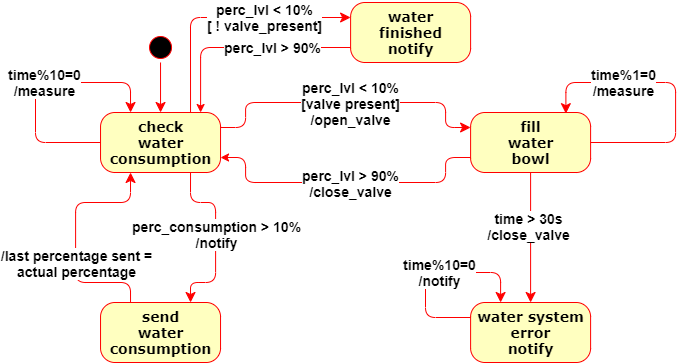 perc_lvl < 10%
[ ! valve_present]
perc_lvl > 90%
water
finished
notify
time%10=0
/measure
perc_lvl < 10%
[valve present]
/open_valve
time%1=0
/measure
check
water
consumption
fill
water
bowl
perc_lvl > 90%
/close_valve
perc_consumption > 10%
/notify
time > 30s
/close_valve
/last percentage sent =
actual percentage
time%10=0
/notify
send
water
consumption
water system
error
notify